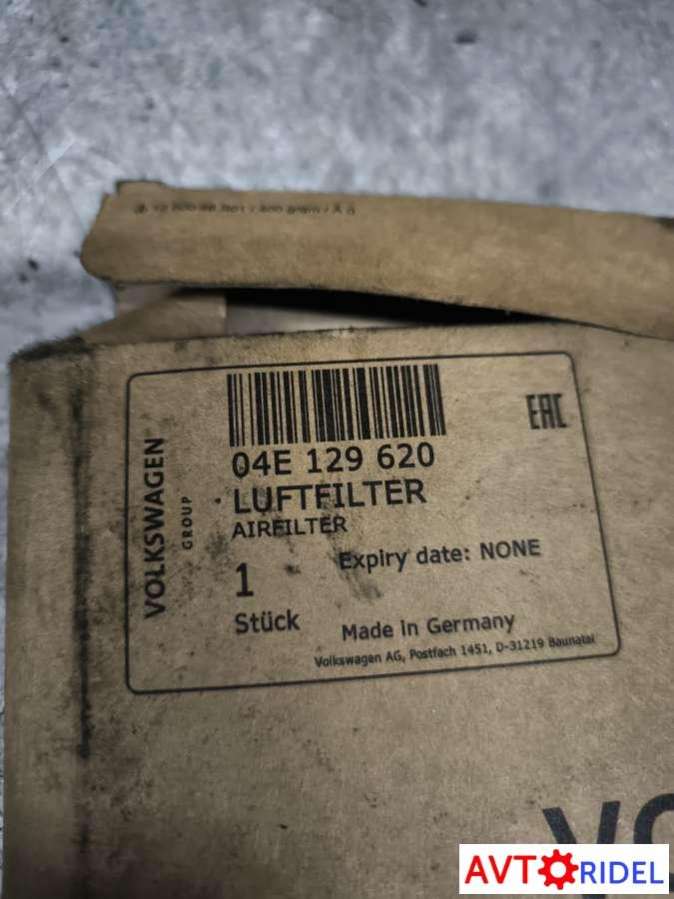 VOLKSWAGEN
GROUP
EAC
04E 129 620
LUFTFILTER
AIRFILTER
Expiry date: NONE
1
Stück
Made in Germany
Volkswagen AG, Postfach 1451, D-31219 Baunatal
AVTORIDEL